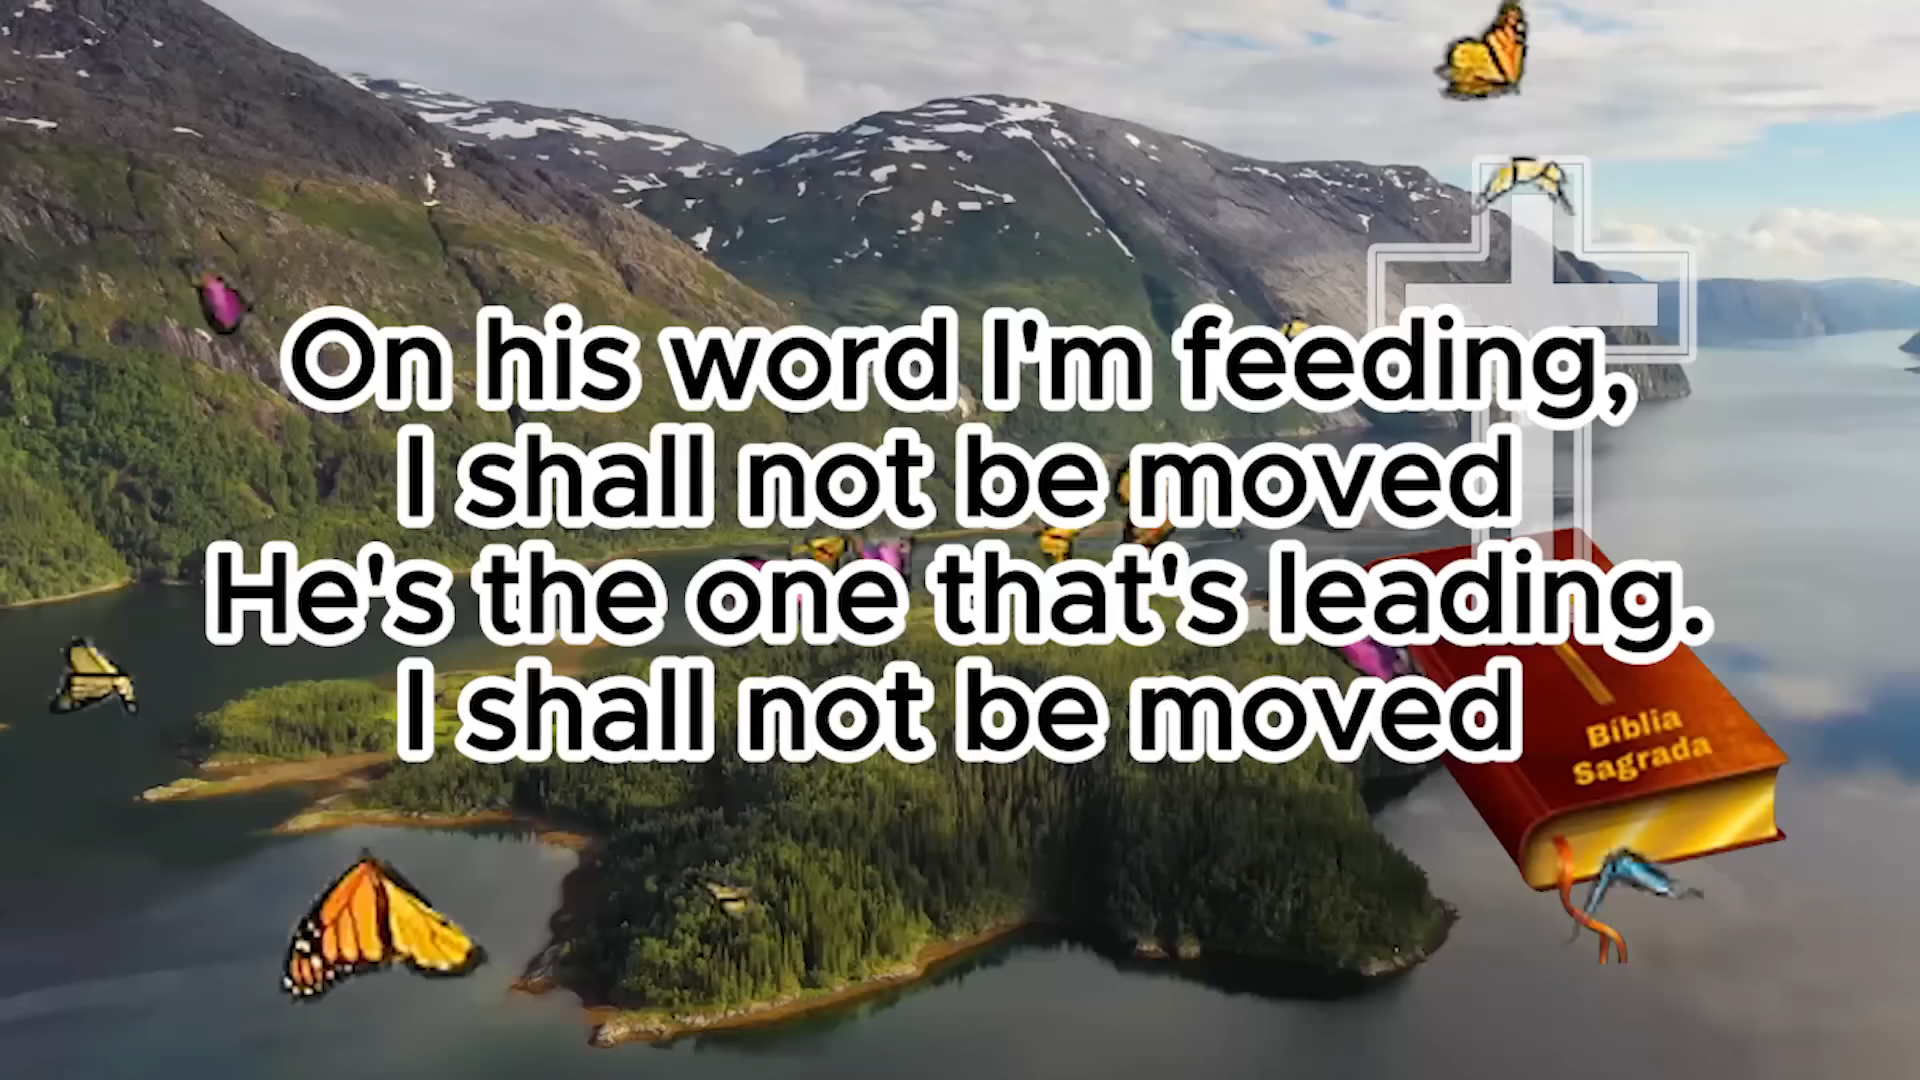 On his word I'm feeding,
I shall not be moved
He's the one that's leading.
I shall not be moved
Bíblia
Sagrada